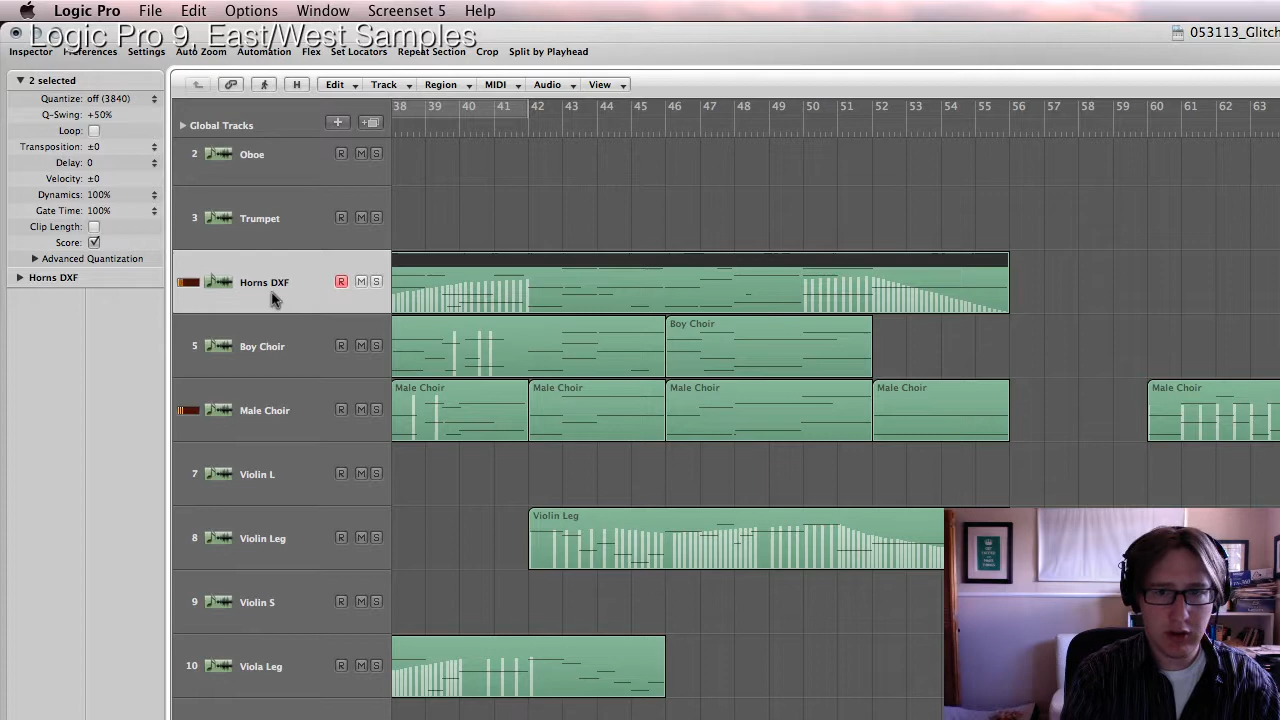 Logic Pro File Edit Options Window Screenset 5 Help
Logic Pro 9, East/West Samples
053113_Glitch
Inspector Preferences Settings Auto Zoom Automation Flex Set Locators Repeat Section Crop Split by Playhead
2 selected
Edit Track Region MIDI Audio View
Quantize: off (3840)
Q-Swing: +50%
Loop:
Transposition: ±0
Delay: 0
Velocity: ±0
Dynamics: 100%
Gate Time: 100%
Clip Length:
Score:
Advanced Quantization
Horns DXF
H
38 39 40 41 42 43 44 45 46 47 48 49 50 51 52 53 54 55 56 57 58 59 60 61 62 63
Global Tracks
2 Oboe R M S
3 Trumpet R M S
Horns DXF R M S
5 Boy Choir R M S
Boy Choir
Male Choir R M S
Male Choir Male Choir Male Choir Male Choir Male Choir
7 Violin L R M S
8 Violin Leg R M S
Violin Leg
9 Violin S R M S
10 Viola Leg R M S